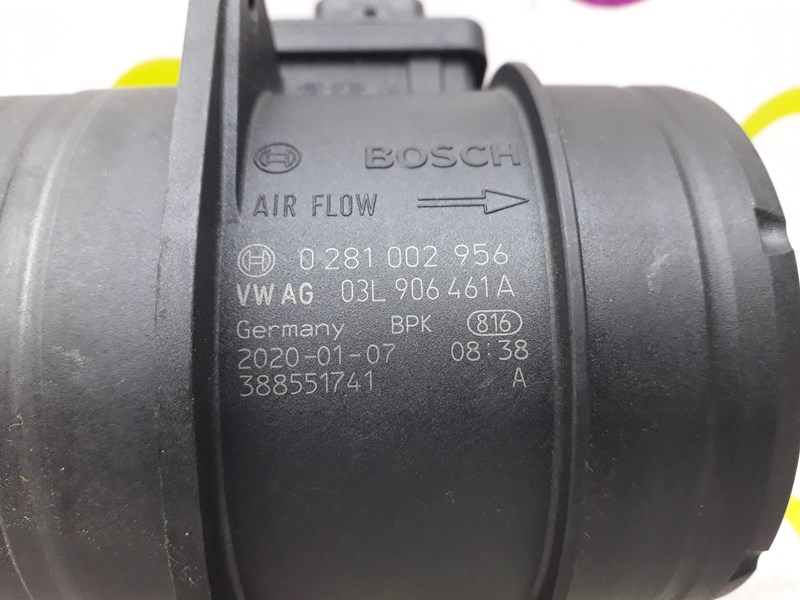 BOSCH
AIR FLOW
0 281 002 956
VW AG 03L 906 461 A
Germany BPK 816
2020-01-07 08:38
388551741 A